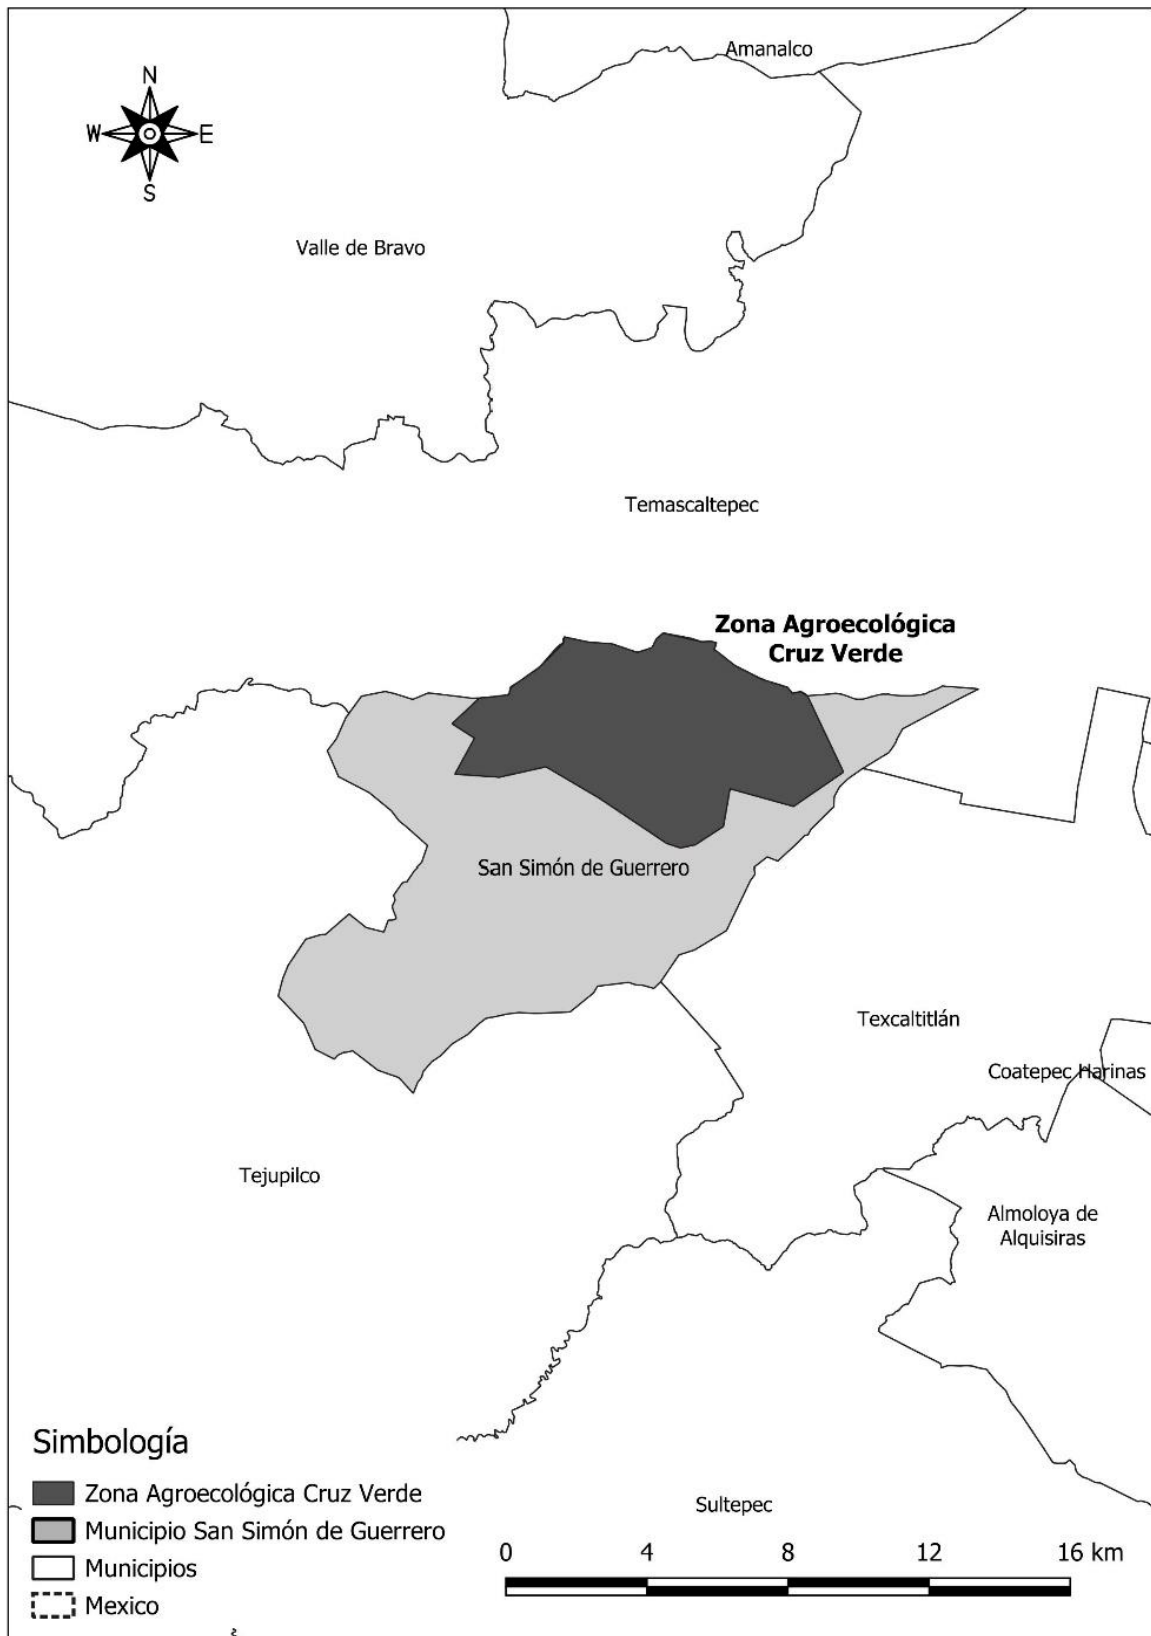 Amanalco
N
W E
S
Valle de Bravo
Temascaltepec
Zona Agroecológica
Cruz Verde
San Simón de Guerrero
Texcaltitlán
Coatepec Harinas
Tejupilco
Almoloya de
Alquisiras
Sultepec
Simbología
Zona Agroecológica Cruz Verde
Municipio San Simón de Guerrero
Municipios
Mexico
0 4 8 12 16 km